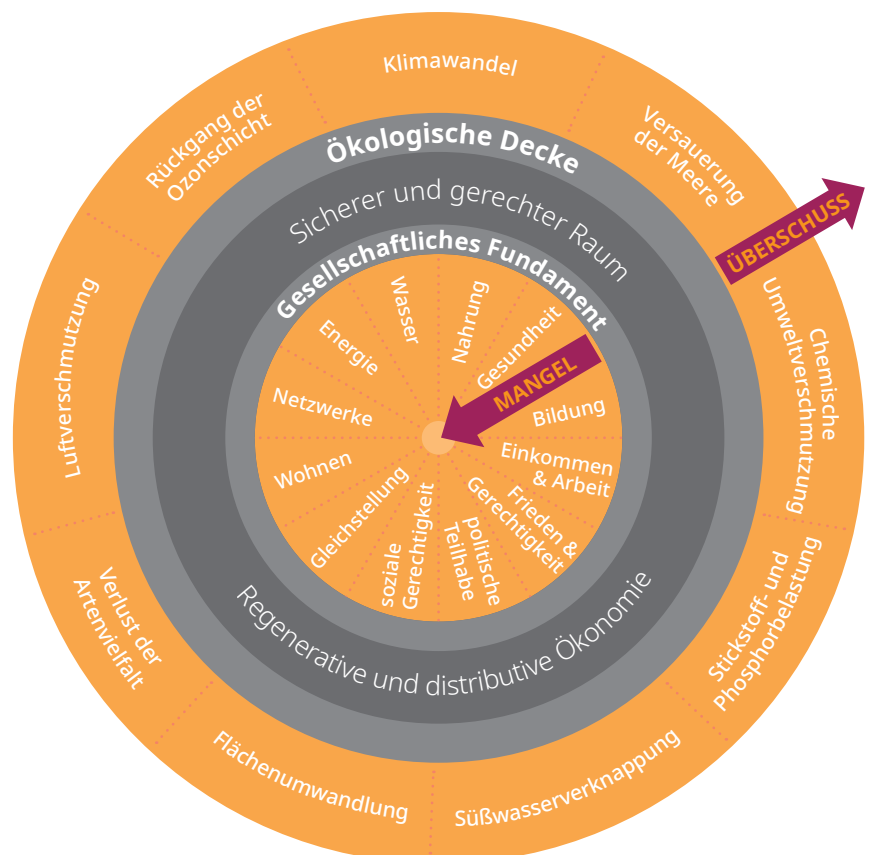 Klimawandel
Versauerung
der Meere
ÜBERSCHUSS
Chemische
Umweltverschmutzung
Stickstoff- und
Phosphorbelastung
Süßwasserverknappung
Flächenumwandlung
Verlust der
Artenvielfalt
Luftverschmutzung
Rückgang der
Ozonschicht
Ökologische Decke
Sicherer und gerechter Raum
Gesellschaftliches Fundament
Wasser
Nahrung
Gesundheit
MANGEL
Bildung
Einkommen
& Arbeit
Frieden &
Gerechtigkeit
politische
Teilhabe
soziale
Gerechtigkeit
Gleichstellung
Wohnen
Netzwerke
Energie
Regenerative und distributive Ökonomie